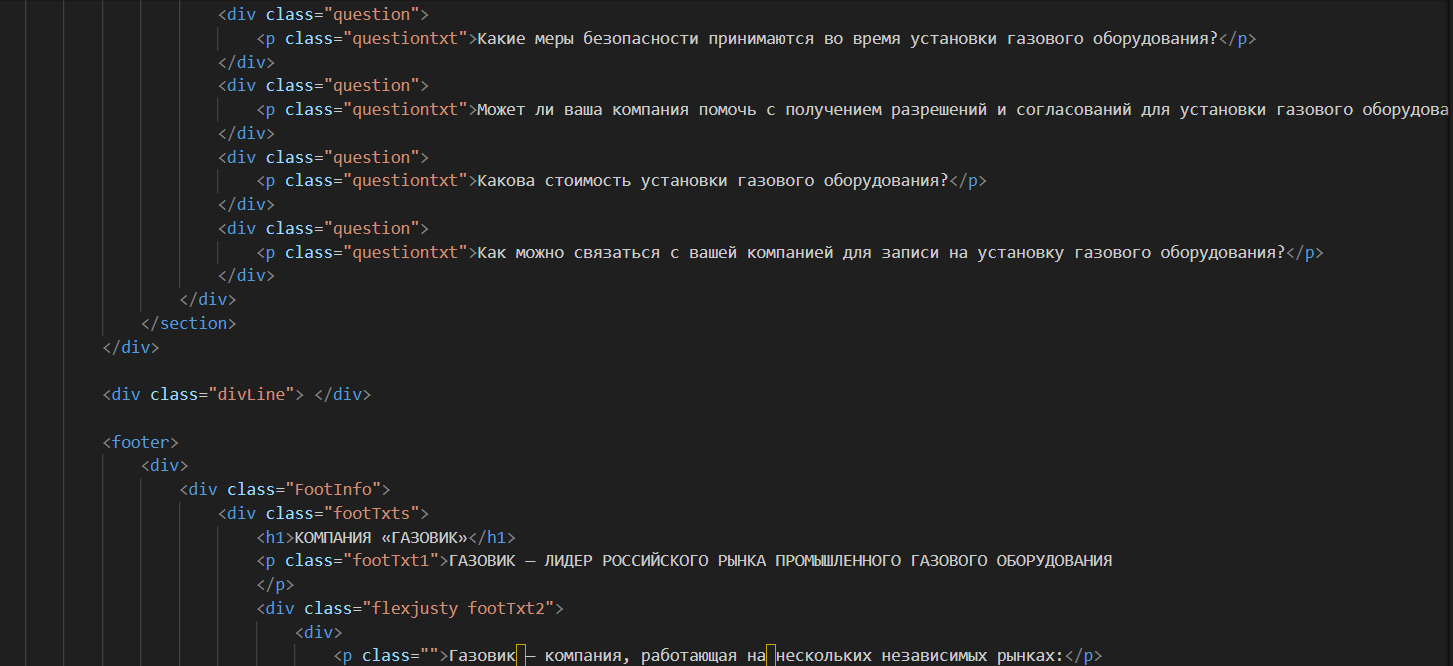 <div class="question">
<p class="questiontxt">Какие меры безопасности принимаются во время установки газового оборудования?</p>
</div>
<div class="question">
<p class="questiontxt">Может ли ваша компания помочь с получением разрешений и согласований для установки газового оборудова
</div>
<div class="question">
<p class="questiontxt">Какова стоимость установки газового оборудования?</p>
</div>
<div class="question">
<p class="questiontxt">Как можно связаться с вашей компанией для записи на установку газового оборудования?</p>
</div>
</div>
</section>
</div>
<div class="divLine"> </div>
<footer>
<div>
<div class="FootInfo">
<div class="footTxts">
<h1>КОМПАНИЯ «ГАЗОВИК»</h1>
<p class="footTxt1">ГАЗОВИК — ЛИДЕР РОССИЙСКОГО РЫНКА ПРОМЫШЛЕННОГО ГАЗОВОГО ОБОРУДОВАНИЯ
</p>
<div class="flexjusty footTxt2">
<div>
<p class="">Газовик — компания, работающая на нескольких независимых рынках:</p>